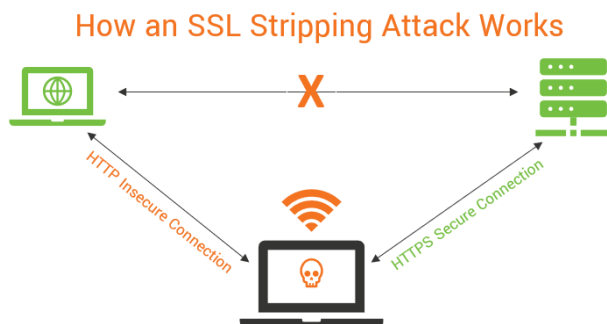 How an SSL Stripping Attack Works
X
HTTP Insecure Connection
HTTPS Secure Connection